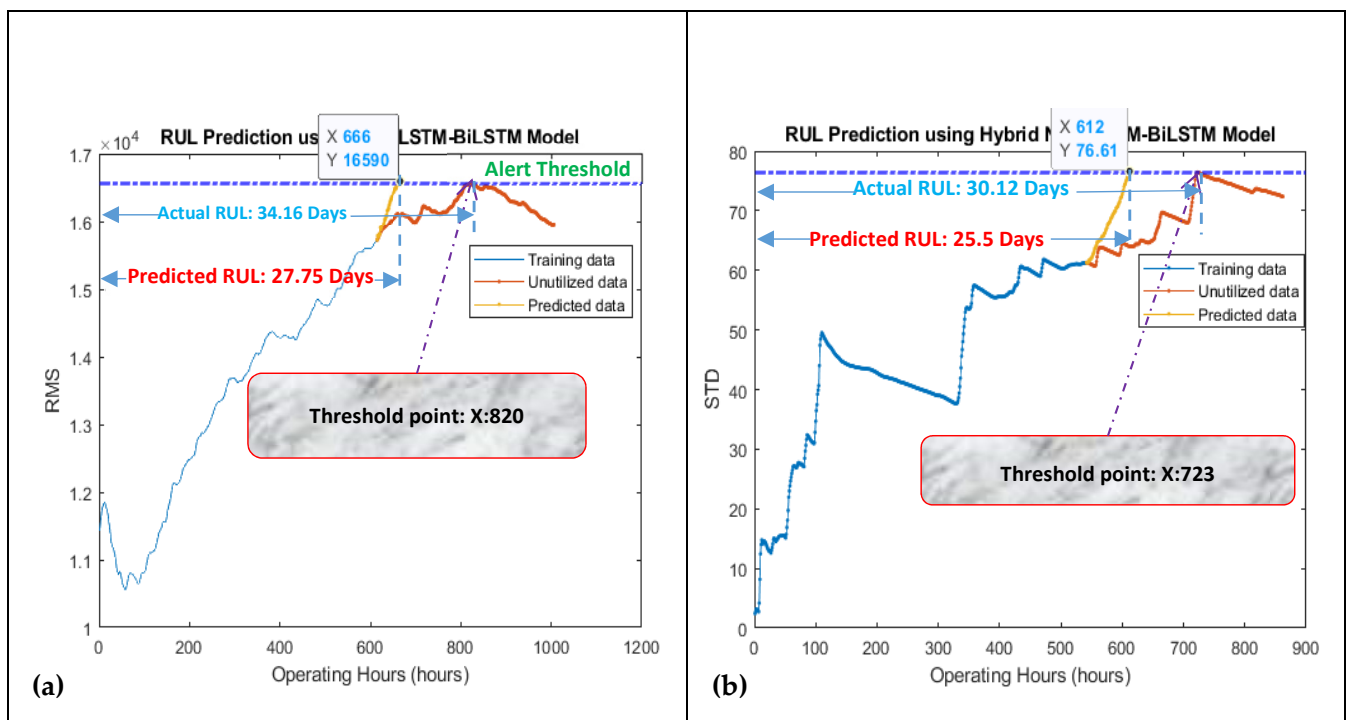 RUL Prediction us
LSTM-BiLSTM Model
X 666
Y 16590
×10⁴
1.7
1.6
1.5
1.4
1.3
1.2
1.1
1
RMS
Alert Threshold
Actual RUL: 34.16 Days
Predicted RUL: 27.75 Days
Training data
Unutilized data
Predicted data
Threshold point: X:820
0 200 400 600 800 1000 1200
Operating Hours (hours)
(a)
RUL Prediction using Hybrid
M-BiLSTM Model
X 612
Y 76.61
80
70
60
50
40
30
20
10
0
STD
Actual RUL: 30.12 Days
Predicted RUL: 25.5 Days
Training data
Unutilized data
Predicted data
Threshold point: X:723
0 100 200 300 400 500 600 700 800 900
Operating Hours (hours)
(b)